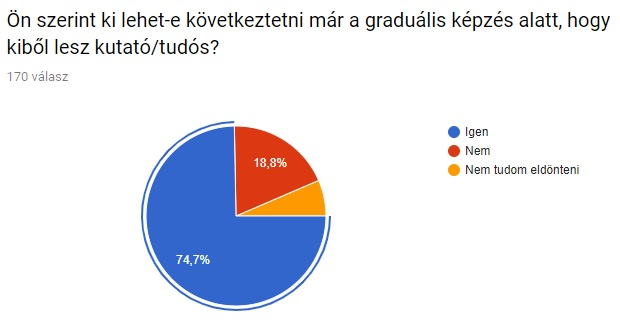 Ön szerint ki lehet-e következtetni már a graduális képzés alatt, hogy
kiből lesz kutató/tudós?
170 válasz
Igen
Nem
Nem tudom eldönteni
18,8%
74,7%